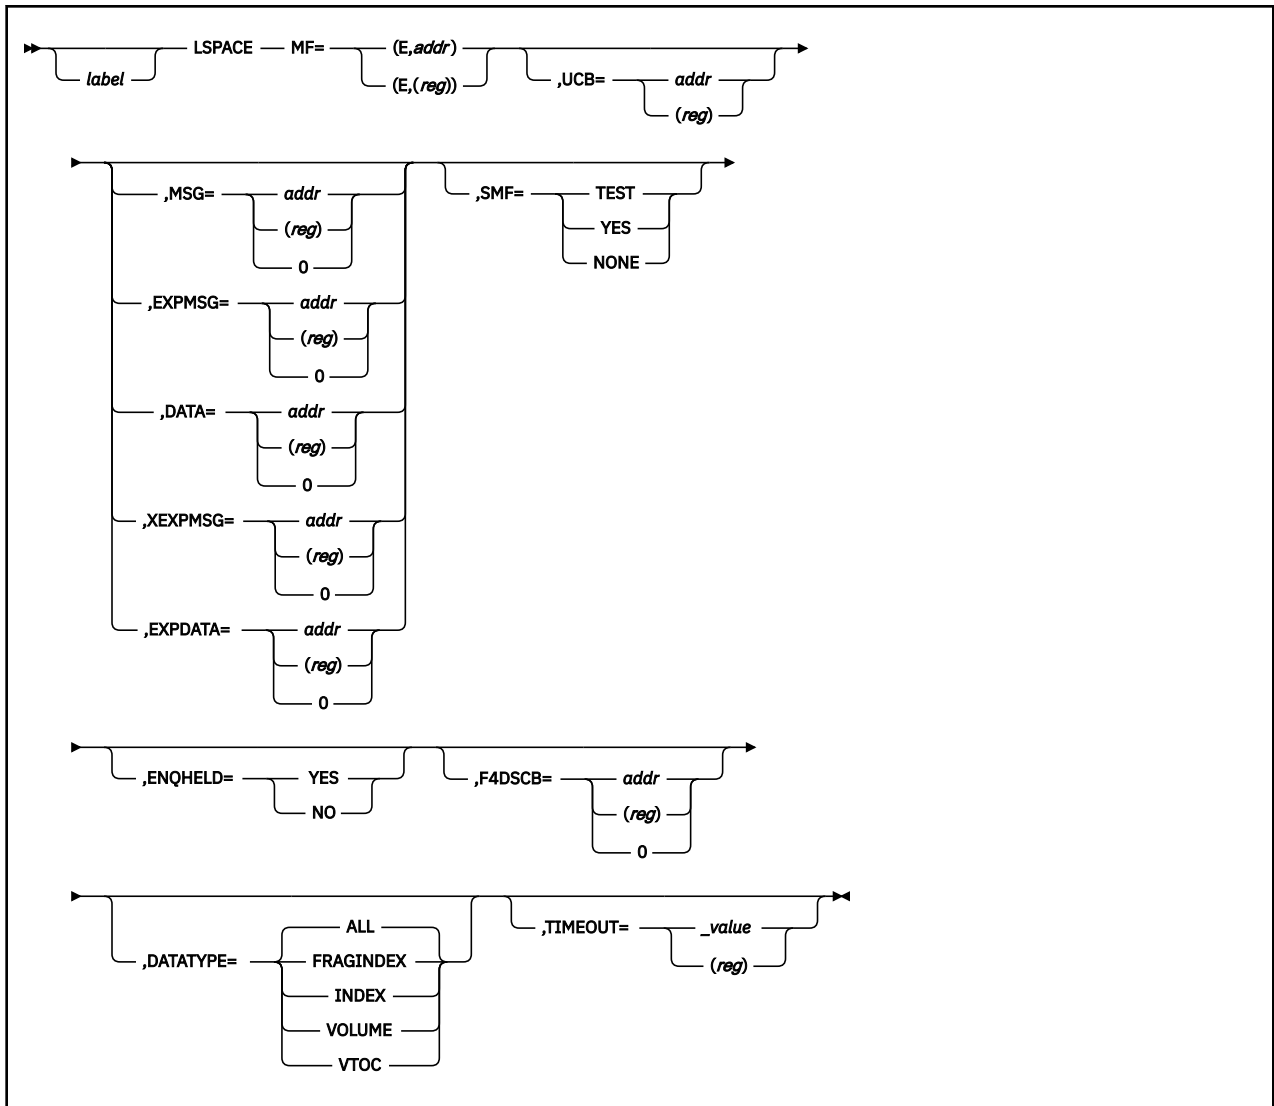 LSPACE MF= (E,addr)
label ,UCB= addr
(E,(reg))
(reg)
,MSG= addr ,SMF= TEST
(reg) YES
0 NONE
,EXPMSG= addr
(reg)
0
,DATA= addr
(reg)
0
,XEXPMSG= addr
(reg)
0
,EXPDATA= addr
(reg)
0
,ENQHELD= YES ,F4DSCB= addr
NO (reg)
0
ALL ,TIMEOUT= _value
,DATATYPE= FRAGINDEX (reg)
INDEX
VOLUME
VTOC